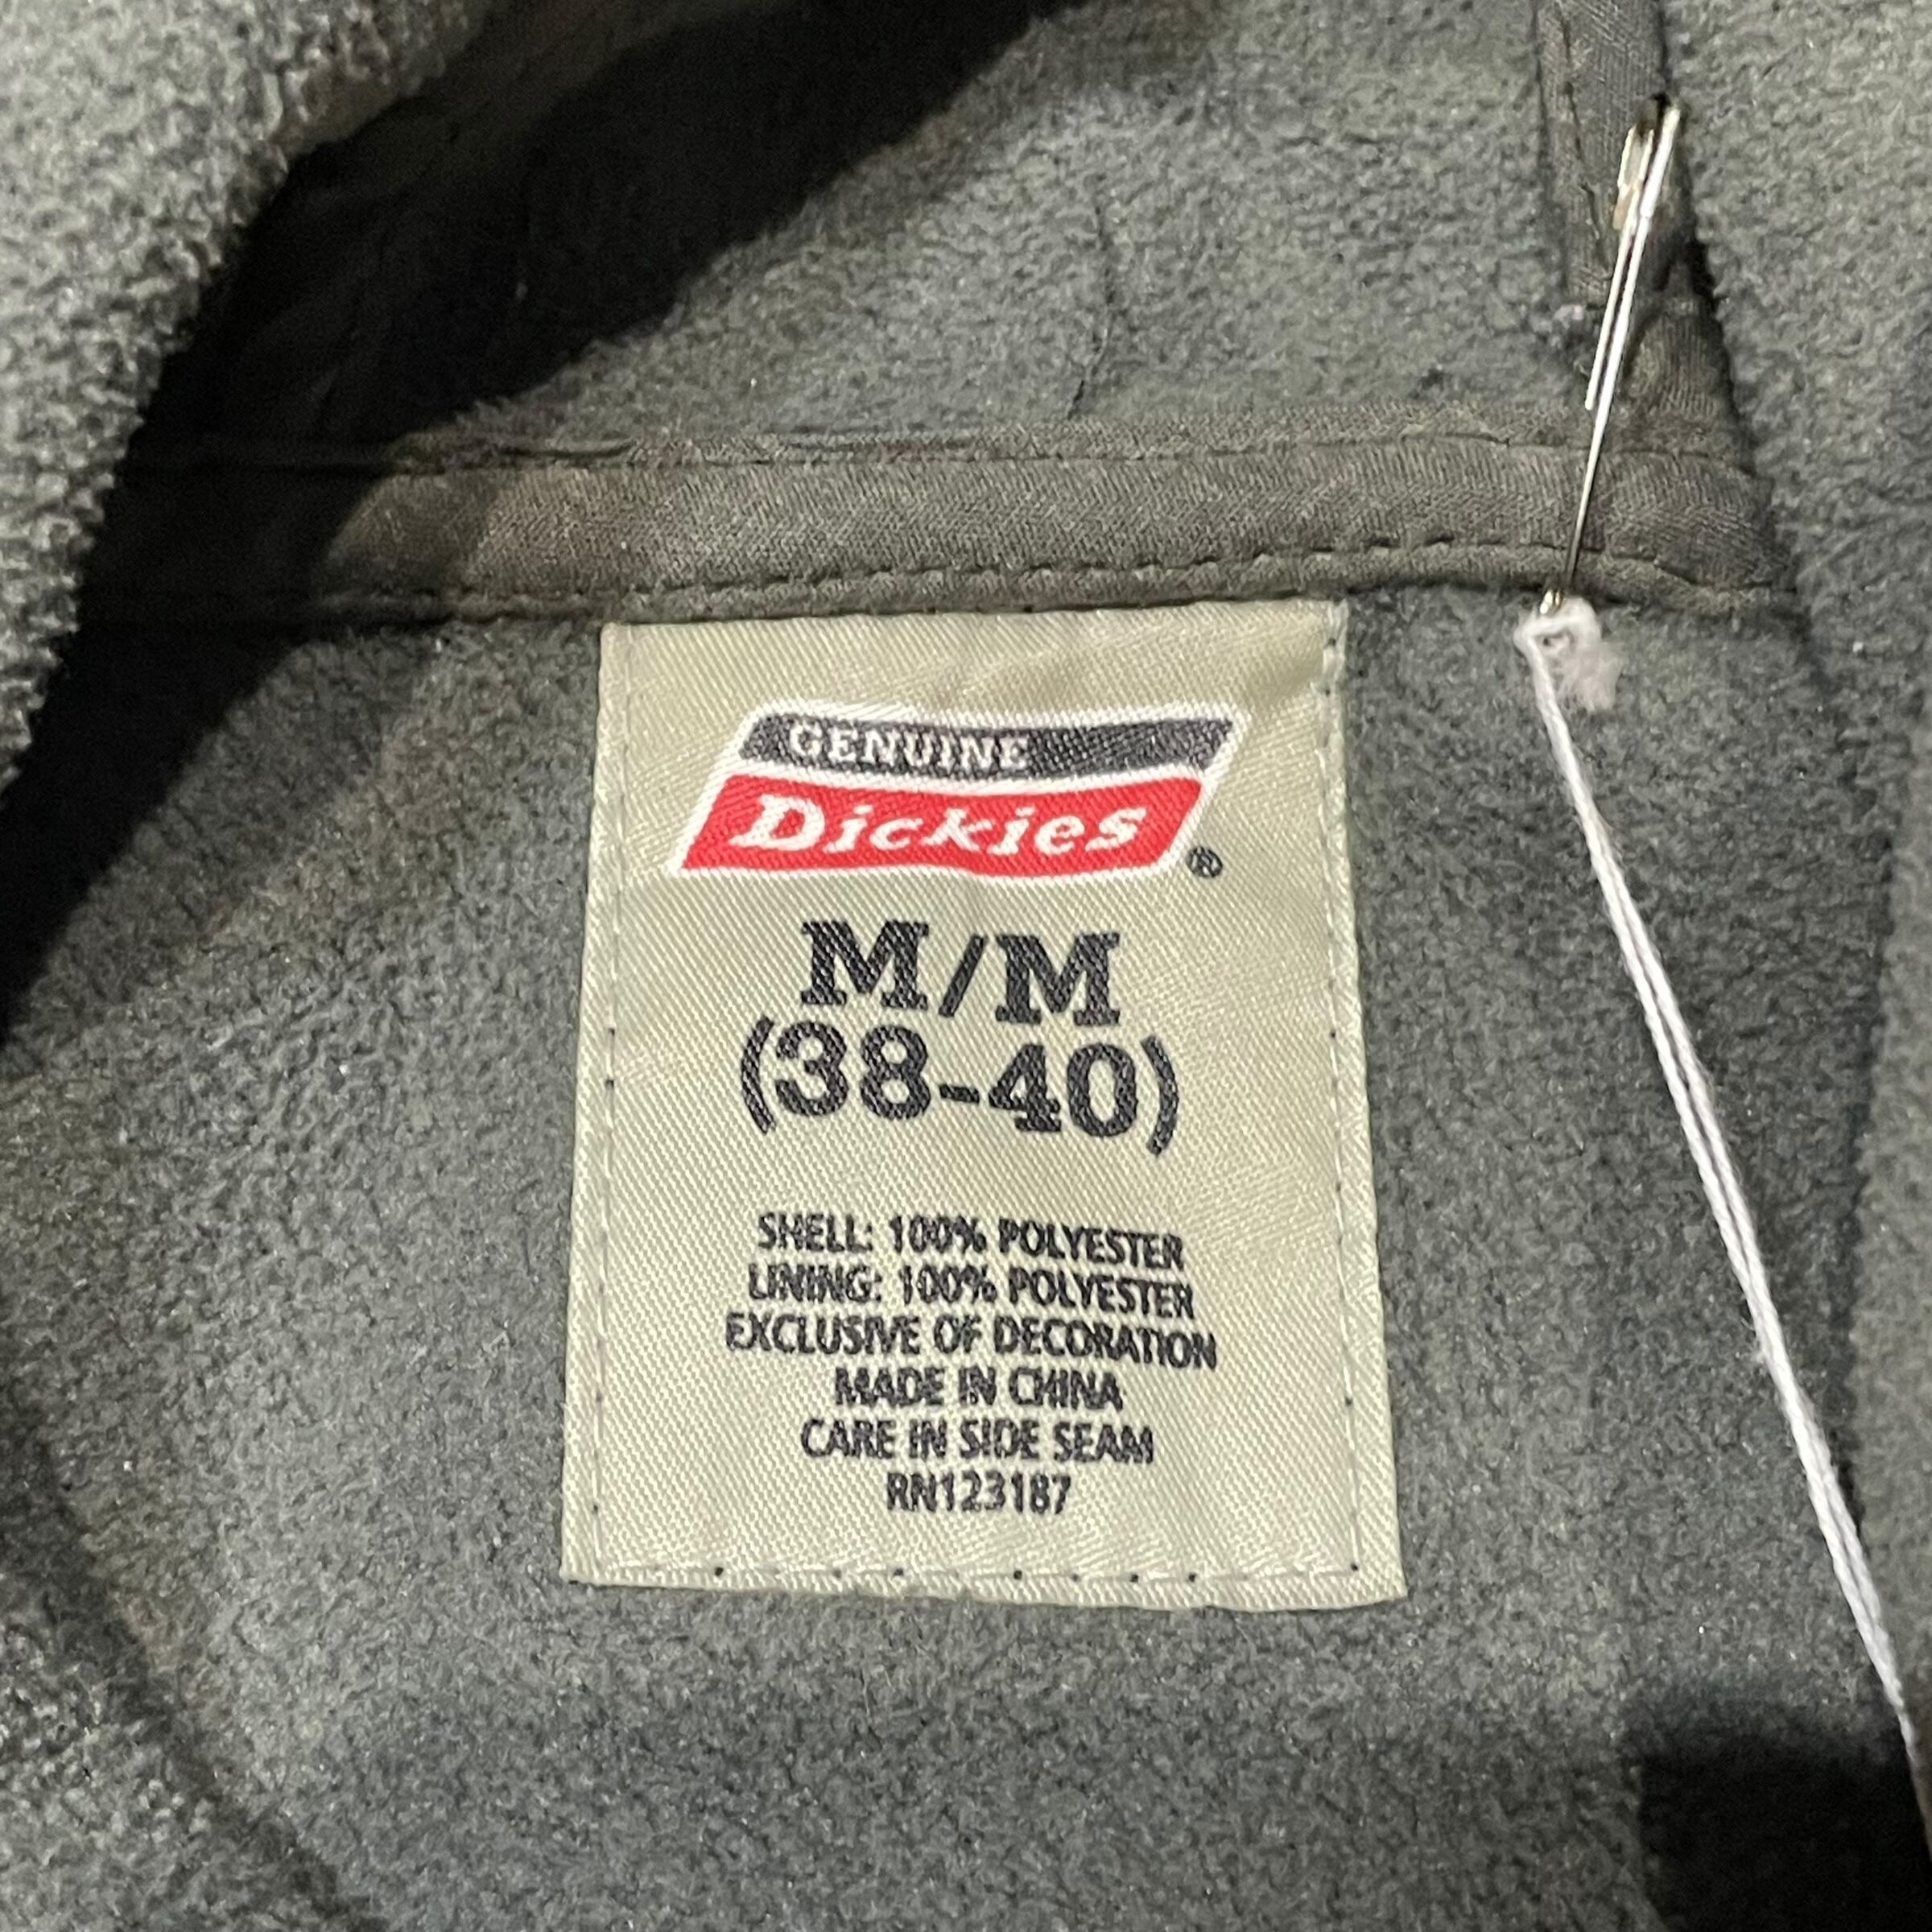 GENUINE
Dickies®
M/M
(38-40)
SHELL: 100% POLYESTER
LINING: 100% POLYESTER
EXCLUSIVE OF DECORATION
MADE IN CHINA
CARE IN SIDE SEAM
RN123187